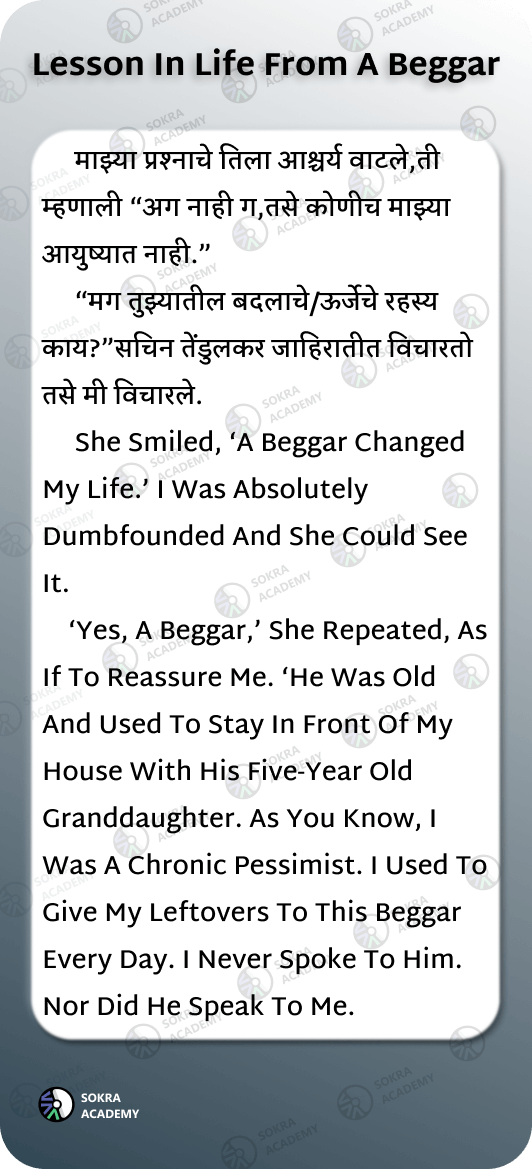 Lesson In Life From A Beggar
माझ्या प्रश्नाचे तिला आश्चर्य वाटले,ती
म्हणाली “अग नाही ग,तसे कोणीच माझ्या
आयुष्यात नाही.”
“मग तुझ्यातील बदलाचे/ऊर्जेचे रहस्य
काय?”सचिन तेंडुलकर जाहिरातीत विचारतो
तसे मी विचारले.
She Smiled, ‘A Beggar Changed
My Life.’ I Was Absolutely
Dumbfounded And She Could See
It.
‘Yes, A Beggar,’ She Repeated, As
If To Reassure Me. ‘He Was Old
And Used To Stay In Front Of My
House With His Five-Year Old
Granddaughter. As You Know, I
Was A Chronic Pessimist. I Used To
Give My Leftovers To This Beggar
Every Day. I Never Spoke To Him.
Nor Did He Speak To Me.
SOKRA
ACADEMY